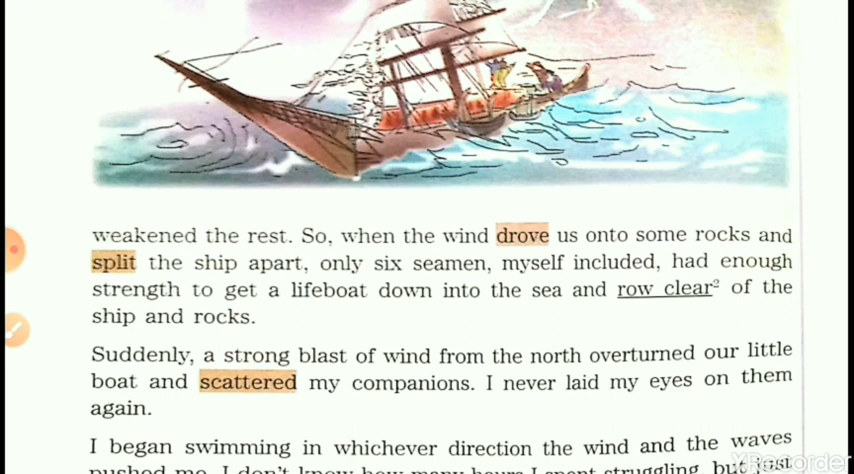 weakened the rest. So, when the wind drove us onto some rocks and
split the ship apart, only six seamen, myself included, had enough
strength to get a lifeboat down into the sea and row clear² of the
ship and rocks.
Suddenly, a strong blast of wind from the north overturned our little
boat and scattered my companions. I never laid my eyes on them
again.
I began swimming in whichever direction the wind and the waves
pushed me. I don't know how many hours I spent struggling, but just
XRecorder